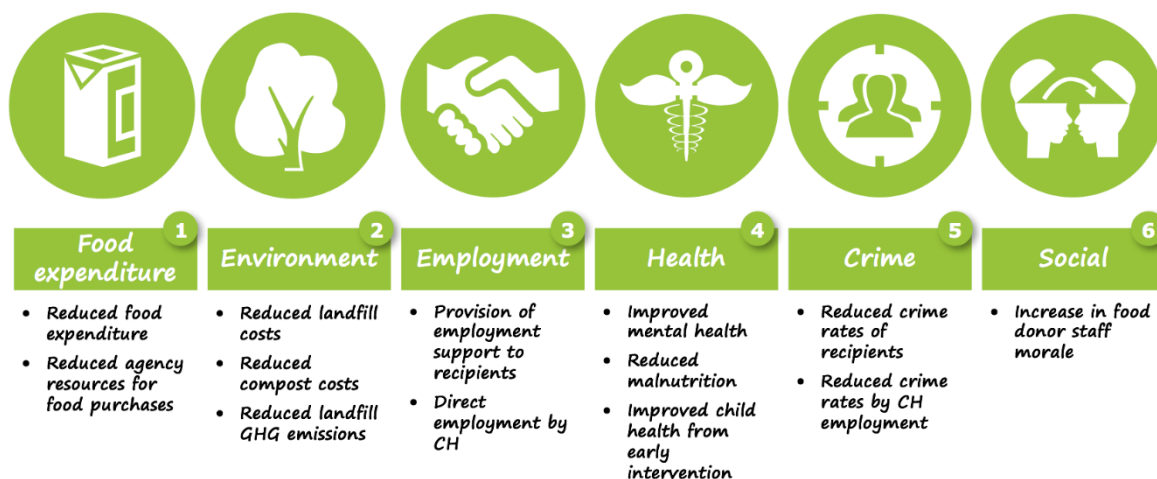 1
Food
expenditure
• Reduced food
expenditure
• Reduced agency
resources for
food purchases
2
Environment
• Reduced landfill
costs
• Reduced
compost costs
• Reduced landfill
GHG emissions
3
Employment
• Provision of
employment
support to
recipients
• Direct
employment by
CH
4
Health
• Improved
mental health
• Reduced
malnutrition
• Improved child
health from
early
intervention
5
Crime
• Reduced crime
rates of
recipients
• Reduced crime
rates by CH
employment
6
Social
• Increase in food
donor staff
morale